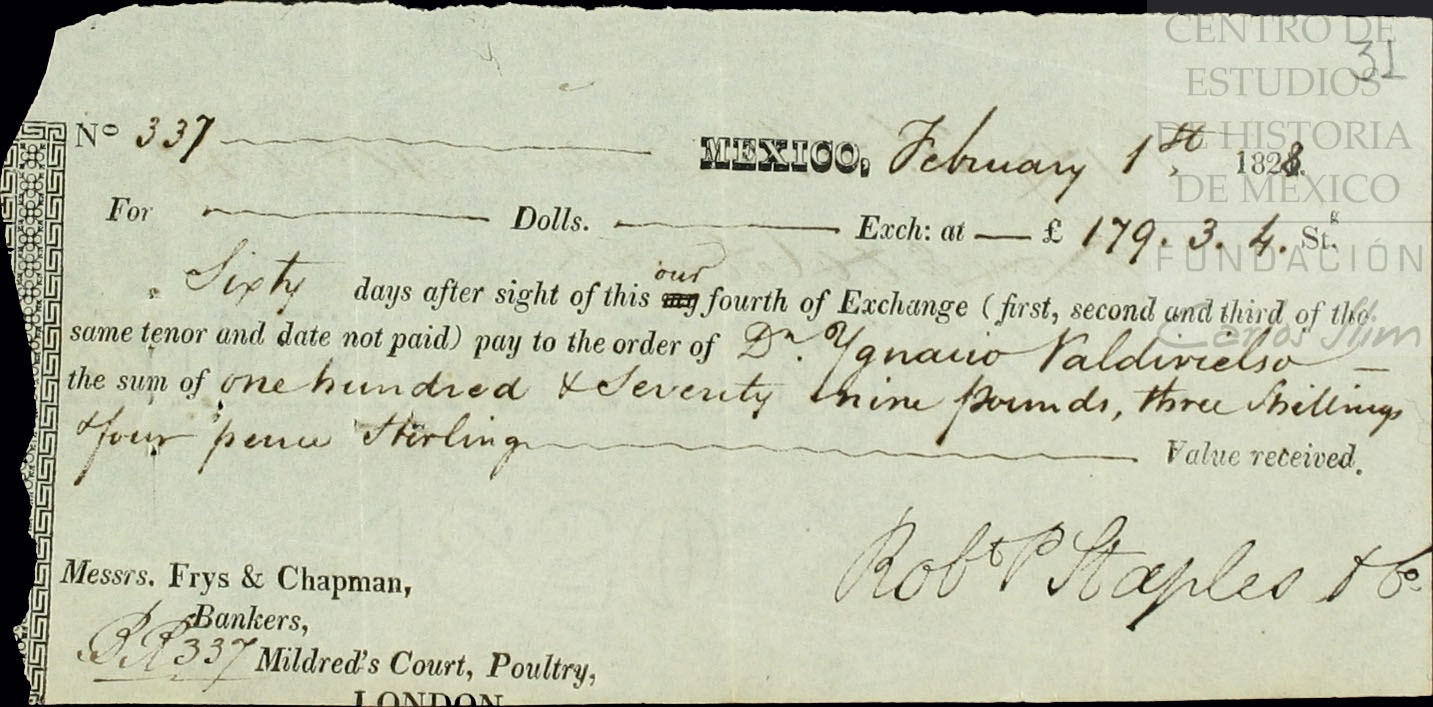 CENTRO DE
ESTUDIOS
DE HISTORIA
DE MÉXICO
FUNDACIÓN
Carlos Slim
31
Nº 337 MEXICO, February 1st, 1828.
For Dolls. Exch: at £ 179. 3. 4. St.g
Sixty days after sight of this our fourth of Exchange (first, second and third of the
same tenor and date not paid) pay to the order of Dn. Ygnacio Valdivielso
the sum of one hundred & Seventy nine pounds, three Shillings
& four pence Sterling Value received.
Robt P Staples & Co.
Messrs. Frys & Chapman,
Bankers,
337 Mildred's Court, Poultry,
LONDON